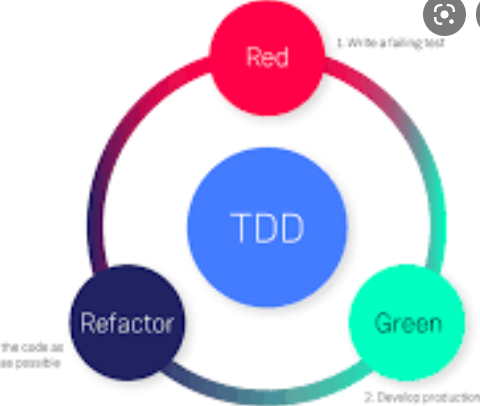 Red
1. Write a failing test
TDD
Refactor
Green
the code as
as possible
2. Develop production